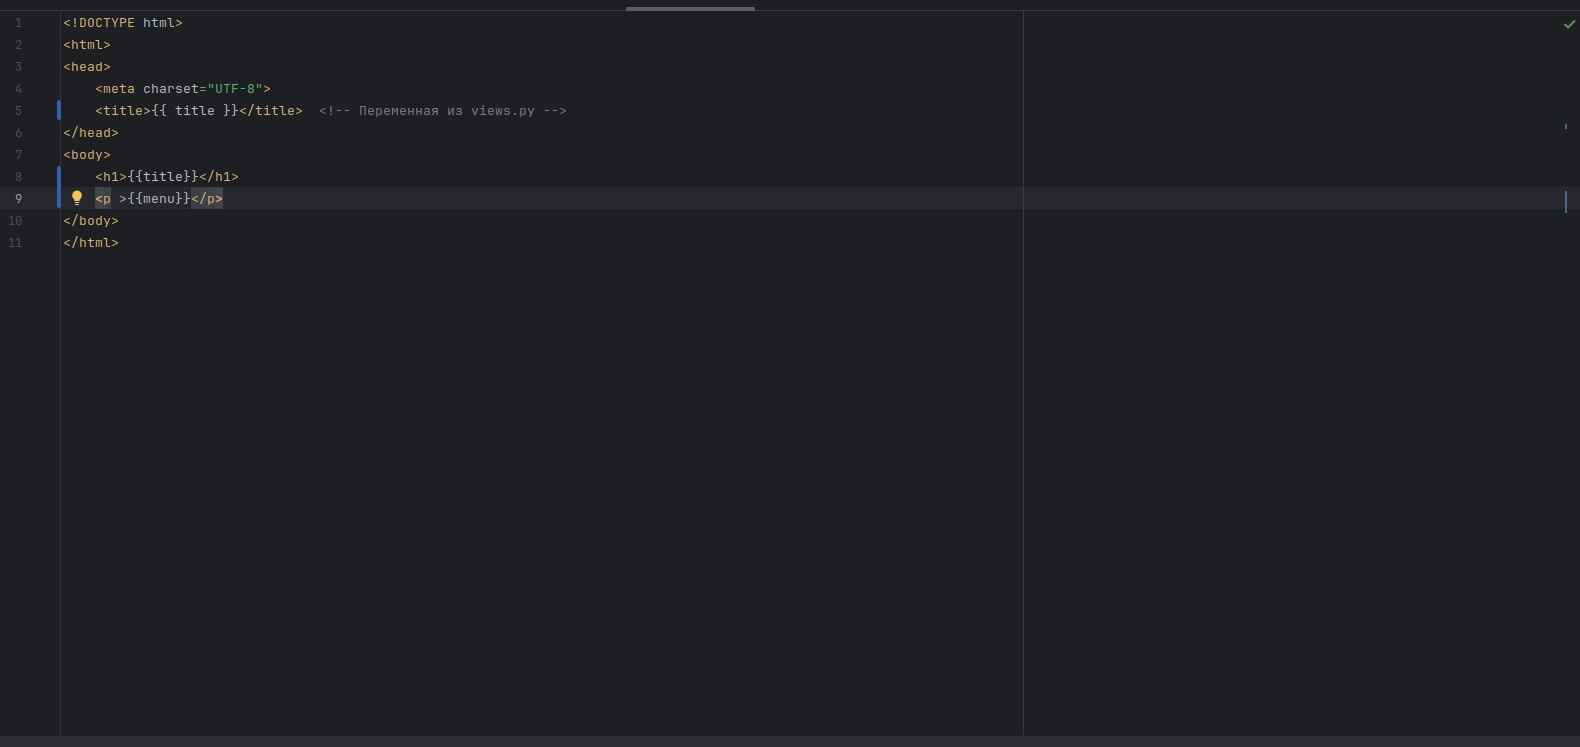 1 <!DOCTYPE html>
2 <html>
3 <head>
4     <meta charset="UTF-8">
5     <title>{{ title }}</title>  <!-- Переменная из views.py -->
6 </head>
7 <body>
8     <h1>{{title}}</h1>
9     <p >{{menu}}</p>
10 </body>
11 </html>